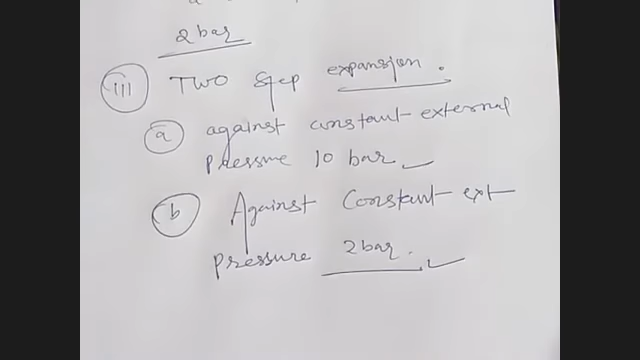 2 bar
(iii) Two step expansion.
(a) against constant external
pressure 10 bar
(b) Against Constant ext
pressure 2 bar.